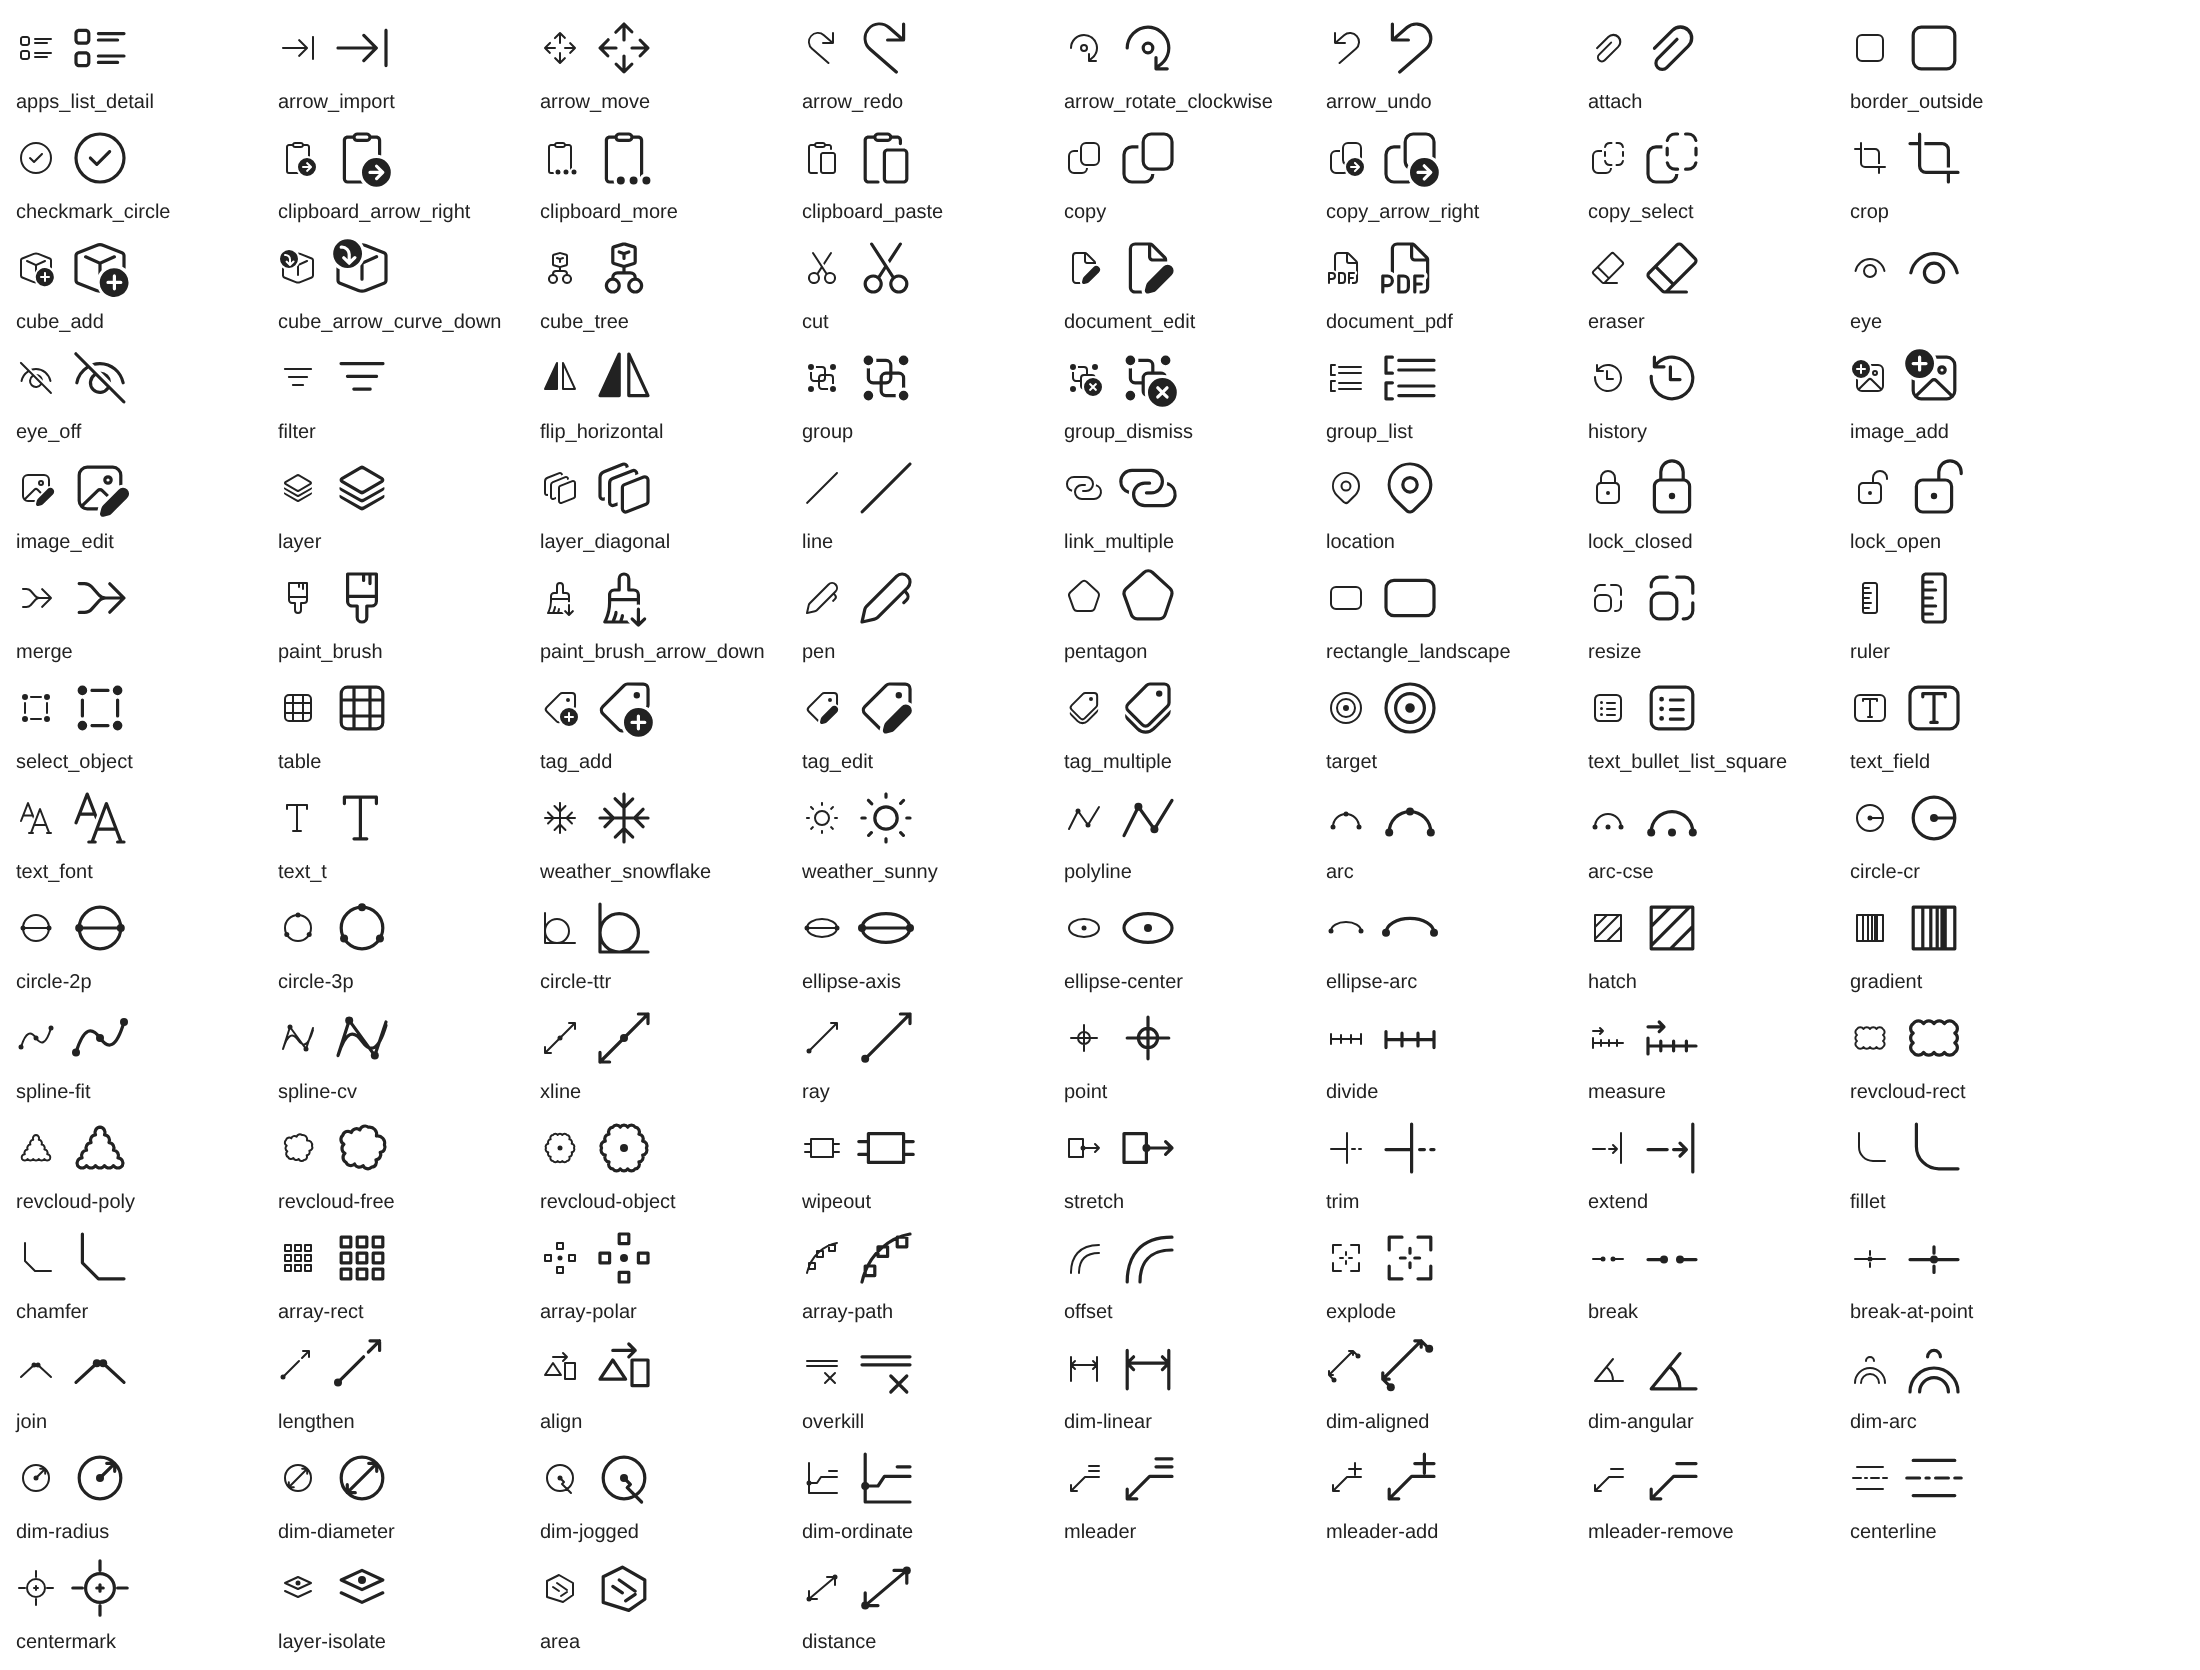 apps_list_detail arrow_import arrow_move arrow_redo arrow_rotate_clockwise arrow_undo attach border_outside
checkmark_circle clipboard_arrow_right clipboard_more clipboard_paste copy copy_arrow_right copy_select crop
PDF
cube_add cube_arrow_curve_down cube_tree cut document_edit document_pdf eraser eye
eye_off filter flip_horizontal group group_dismiss group_list history image_add
image_edit layer layer_diagonal line link_multiple location lock_closed lock_open
merge paint_brush paint_brush_arrow_down pen pentagon rectangle_landscape resize ruler
select_object table tag_add tag_edit tag_multiple target text_bullet_list_square text_field
text_font text_t weather_snowflake weather_sunny polyline arc arc-cse circle-cr
circle-2p circle-3p circle-ttr ellipse-axis ellipse-center ellipse-arc hatch gradient
spline-fit spline-cv xline ray point divide measure revcloud-rect
revcloud-poly revcloud-free revcloud-object wipeout stretch trim extend fillet
chamfer array-rect array-polar array-path offset explode break break-at-point
join lengthen align overkill dim-linear dim-aligned dim-angular dim-arc
dim-radius dim-diameter dim-jogged dim-ordinate mleader mleader-add mleader-remove centerline
centermark layer-isolate area distance